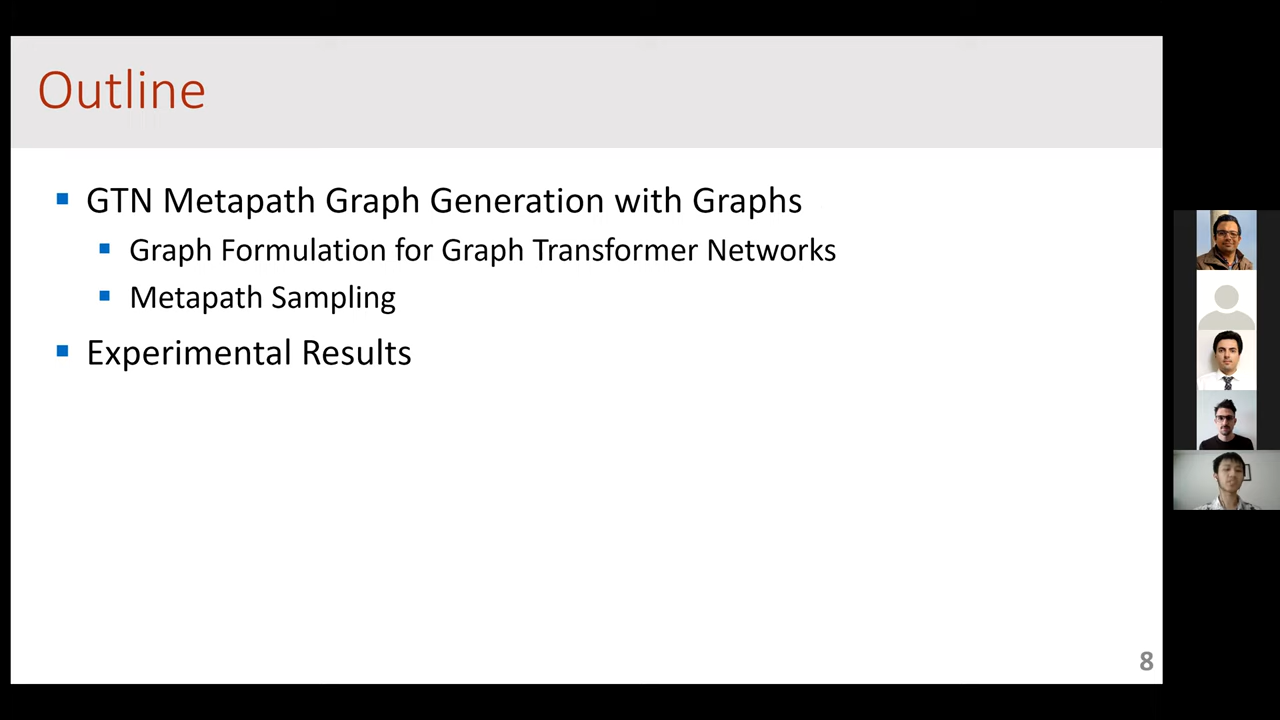 Outline
GTN Metapath Graph Generation with Graphs
Graph Formulation for Graph Transformer Networks
Metapath Sampling
Experimental Results
8